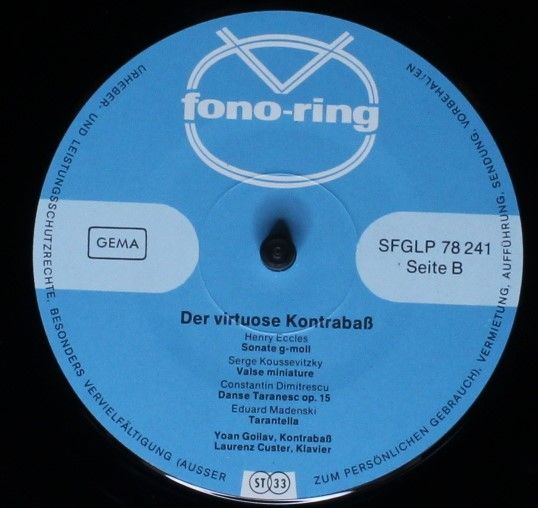 fono-ring
GEMA
SFGLP 78 241
Seite B
Der virtuose Kontrabaß
Henry Eccles
Sonate g-moll
Serge Koussevitzky
Valse miniature
Constantin Dimitrescu
Danse Taranesc op. 15
Eduard Madenski
Tarantella
Yoan Goilav, Kontrabaß
Laurenz Custer, Klavier
ST 33
URHEBER- UND LEISTUNGSSCHUTZRECHTE, BESONDERS VERVIELFÄLTIGUNG (AUSSER ZUM PERSÖNLICHEN GEBRAUCH), VERMIETUNG, AUFFÜHRUNG, SENDUNG, VORBEHALTEN